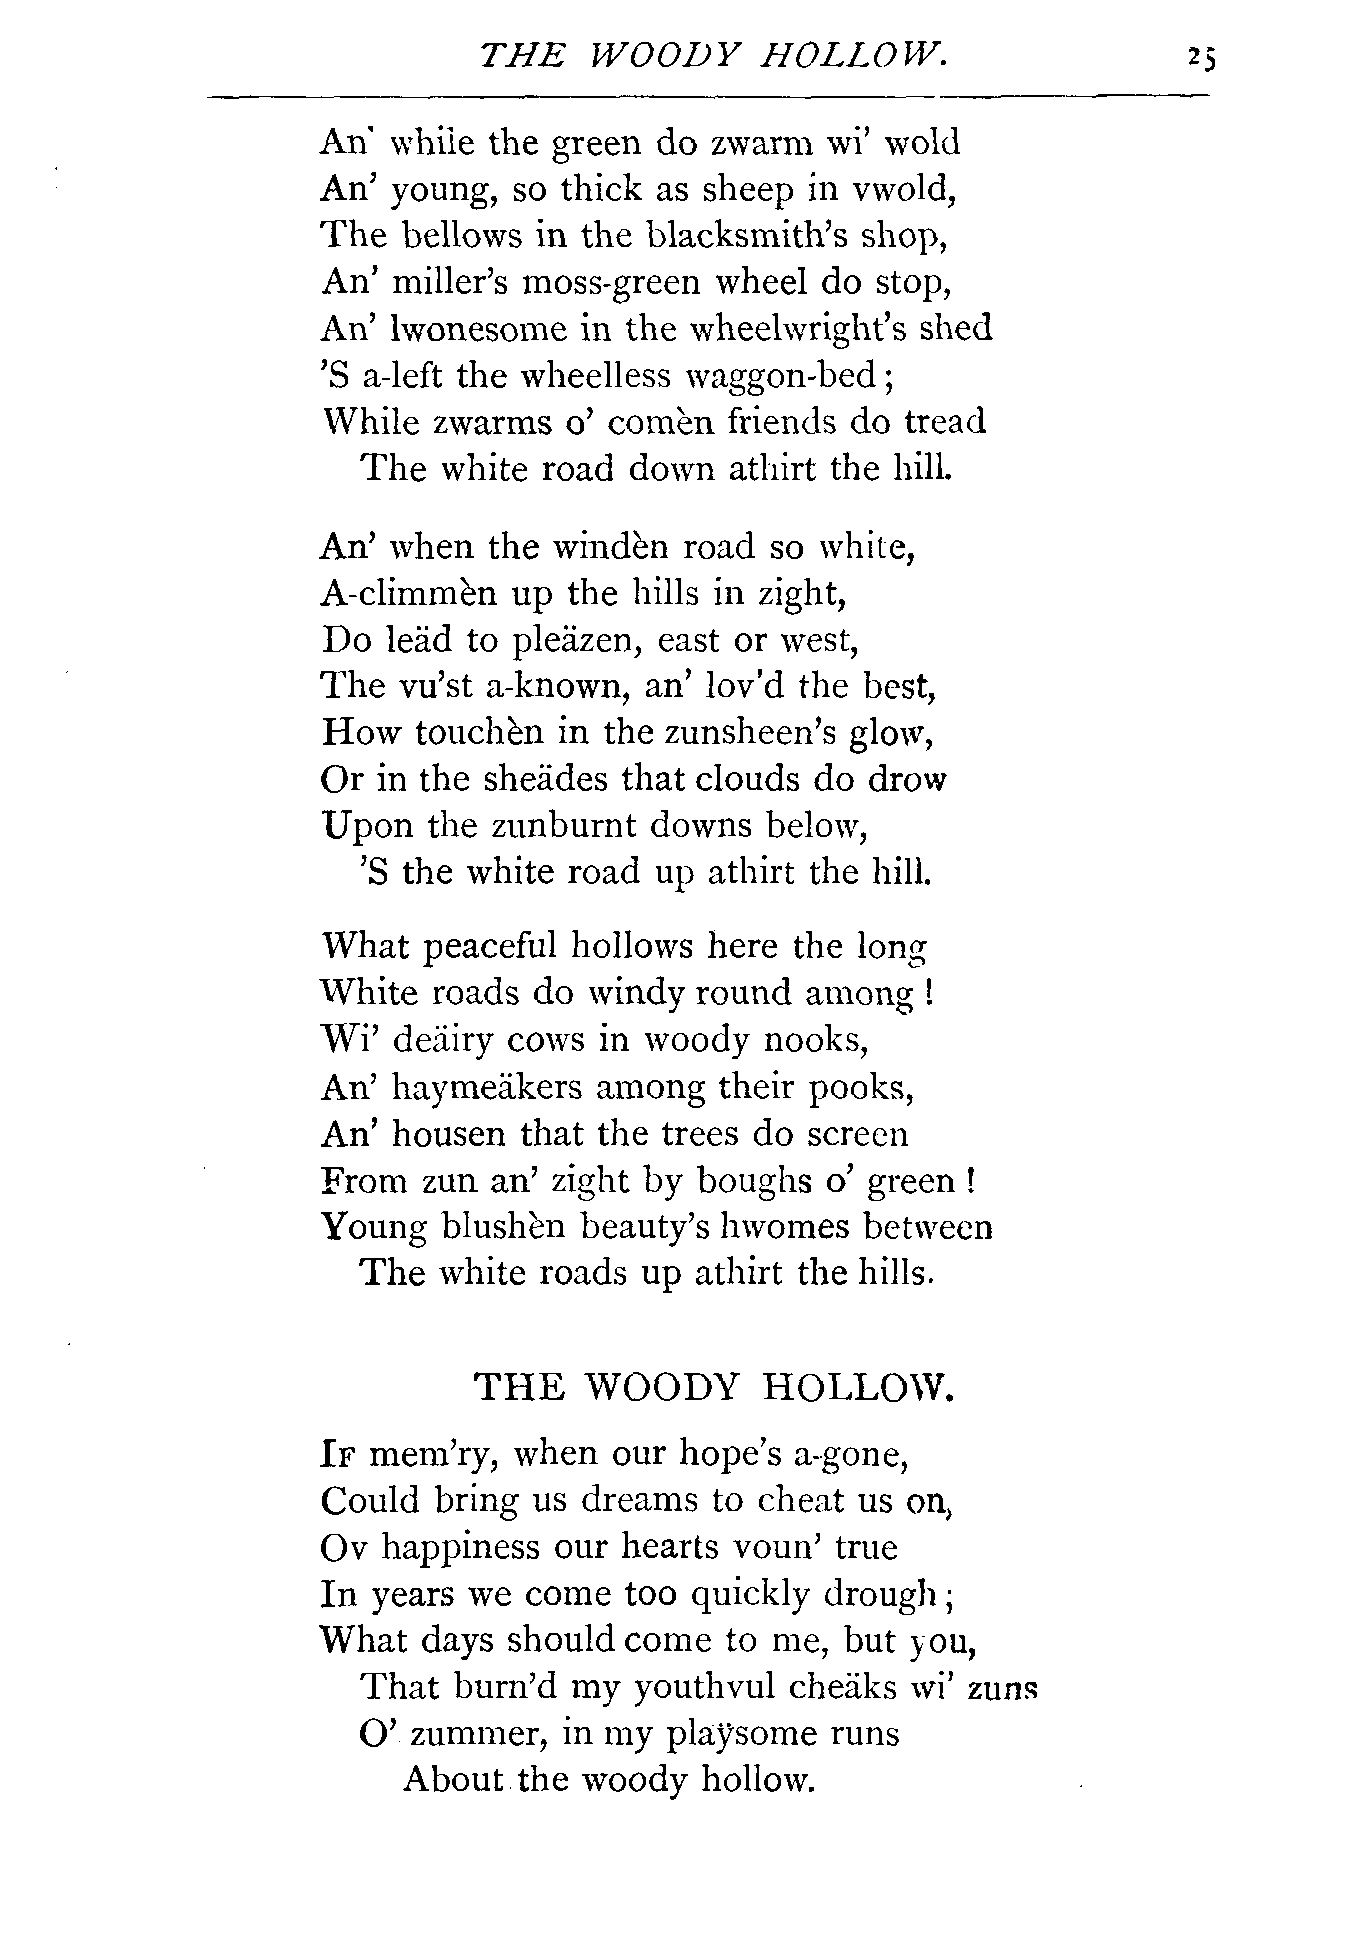 THE WOODY HOLLOW. 25
An' while the green do zwarm wi' wold
An' young, so thick as sheep in vwold,
The bellows in the blacksmith's shop,
An' miller's moss-green wheel do stop,
An' lwonesome in the wheelwright's shed
'S a-left the wheelless waggon-bed;
While zwarms o' comèn friends do tread
The white road down athirt the hill.
An' when the windèn road so white,
A-climmèn up the hills in zight,
Do leäd to pleäzen, east or west,
The vu'st a-known, an' lov'd the best,
How touchèn in the zunsheen's glow,
Or in the sheädes that clouds do drow
Upon the zunburnt downs below,
'S the white road up athirt the hill.
What peaceful hollows here the long
White roads do windy round among!
Wi' deäiry cows in woody nooks,
An' haymeäkers among their pooks,
An' housen that the trees do screen
From zun an' zight by boughs o' green!
Young blushèn beauty's hwomes between
The white roads up athirt the hills.
THE WOODY HOLLOW.
IF mem'ry, when our hope's a-gone,
Could bring us dreams to cheat us on,
Ov happiness our hearts voun' true
In years we come too quickly drough;
What days should come to me, but you,
That burn'd my youthvul cheäks wi' zuns
O' zummer, in my plaÿsome runs
About the woody hollow.